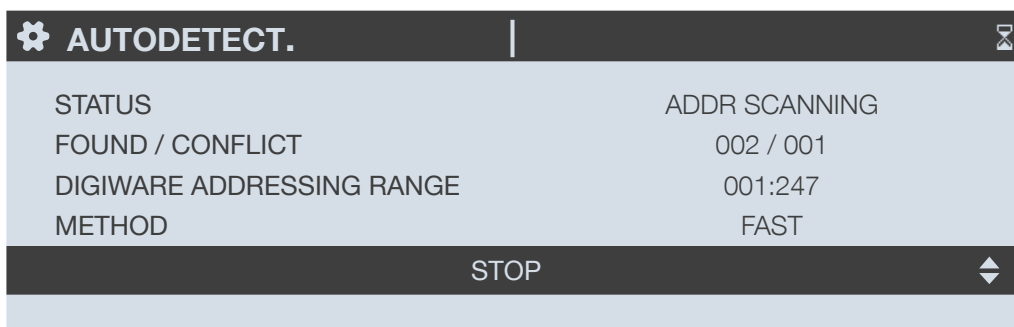 AUTODETECT.
STATUS ADDR SCANNING
FOUND / CONFLICT 002 / 001
DIGIWARE ADDRESSING RANGE 001:247
METHOD FAST
STOP